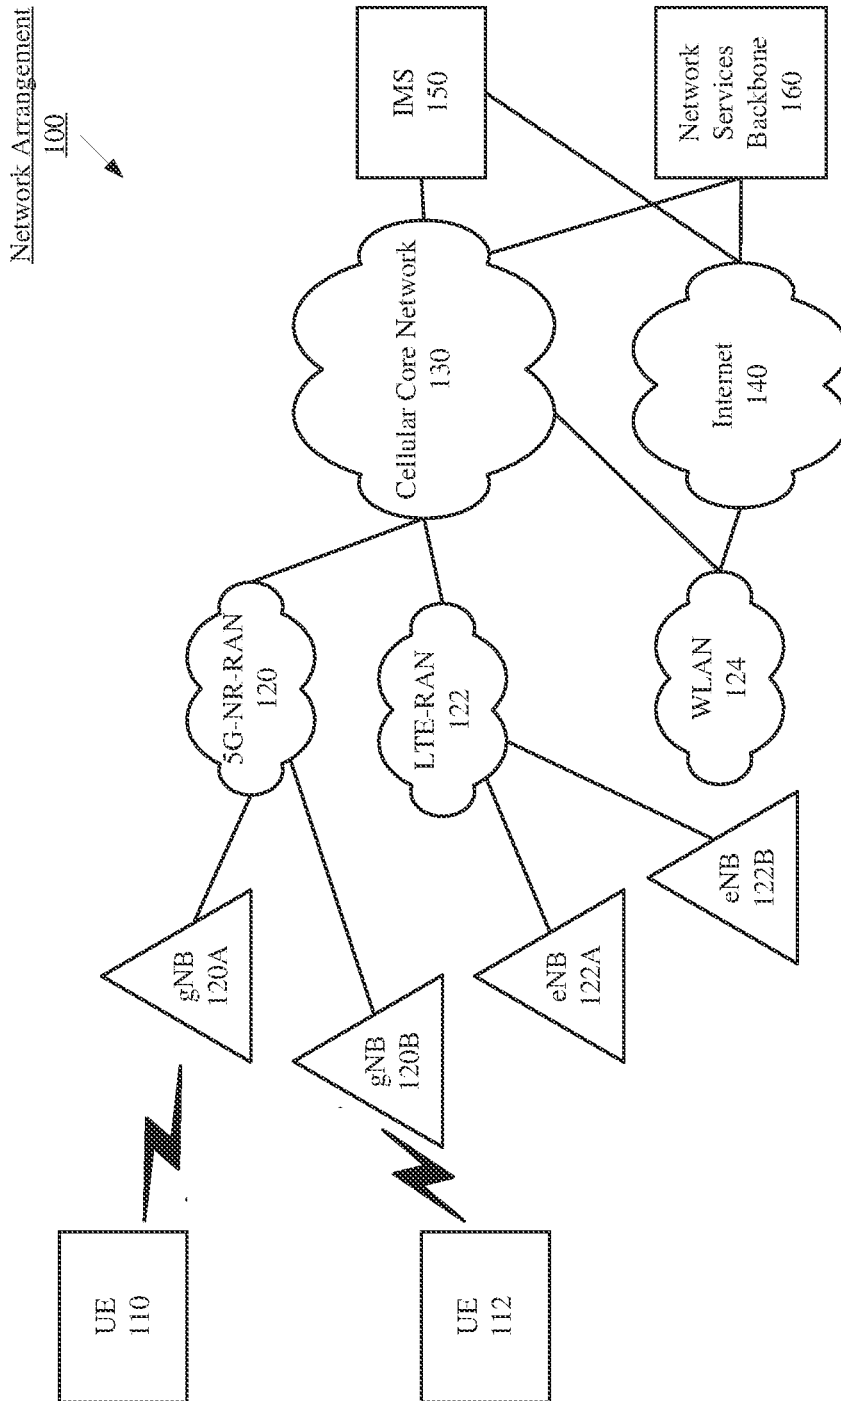 Network Arrangement
100
UE
110
UE
112
gNB
120A
gNB
120B
eNB
122A
eNB
122B
5G-NR-RAN
120
LTE-RAN
122
WLAN
124
Cellular Core Network
130
Internet
140
IMS
150
Network
Services
Backbone
160